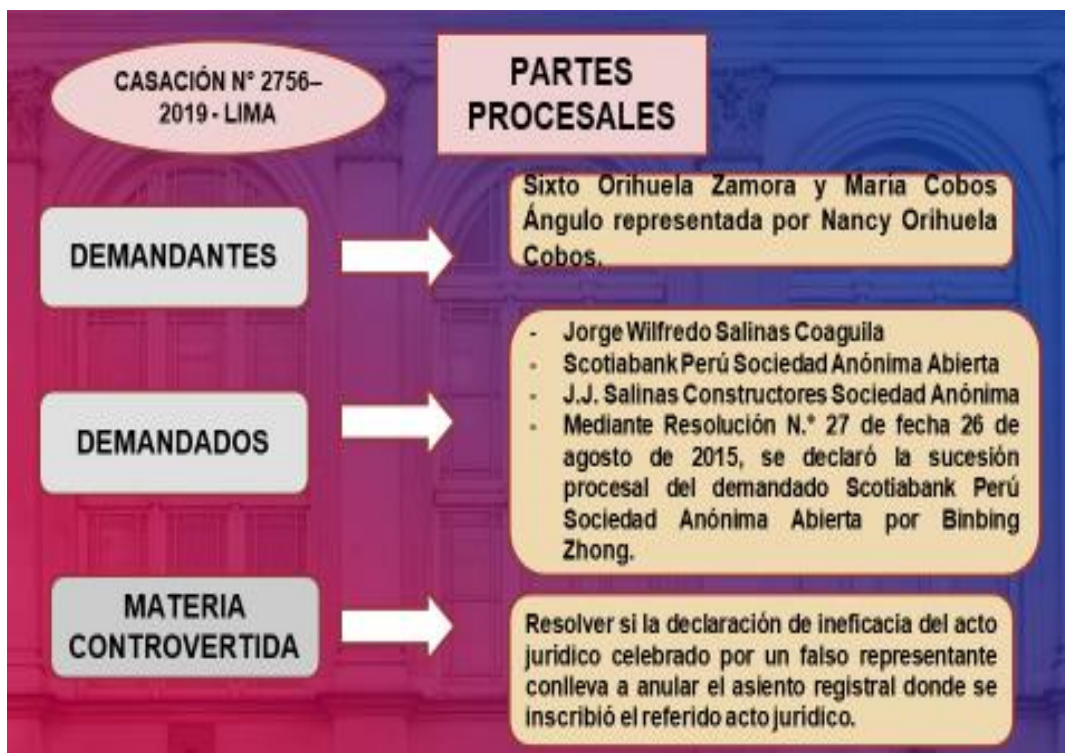 CASACIÓN N° 2756–
2019 - LIMA
PARTES
PROCESALES
DEMANDANTES
Sixto Orihuela Zamora y María Cobos
Ángulo representada por Nancy Orihuela
Cobos.
DEMANDADOS
- Jorge Wilfredo Salinas Coaguila
- Scotiabank Perú Sociedad Anónima Abierta
- J.J. Salinas Constructores Sociedad Anónima
- Mediante Resolución N.° 27 de fecha 26 de
agosto de 2015, se declaró la sucesión
procesal del demandado Scotiabank Perú
Sociedad Anónima Abierta por Binbing
Zhong.
MATERIA
CONTROVERTIDA
Resolver si la declaración de ineficacia del acto
jurídico celebrado por un falso representante
conlleva a anular el asiento registral donde se
inscribió el referido acto jurídico.